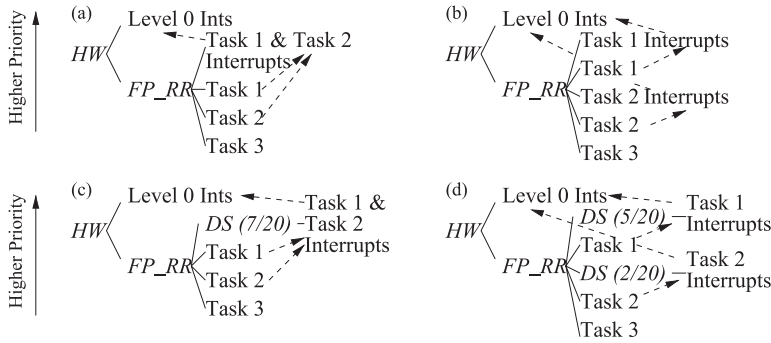 Higher Priority
(a)
Level 0 Ints
HW
Task 1 & Task 2
Interrupts
FP_RR
Task 1
Task 2
Task 3
(b)
Level 0 Ints
HW
Task 1 Interrupts
Task 1
FP_RR
Task 2 Interrupts
Task 2
Task 3
Higher Priority
(c)
Level 0 Ints
HW
Task 1 &
DS (7/20)
Task 2
Interrupts
FP_RR
Task 1
Task 2
Task 3
(d)
Level 0 Ints
HW
Task 1
Interrupts
DS (5/20)
Task 1
FP_RR
Task 2
Interrupts
DS (2/20)
Task 2
Task 3